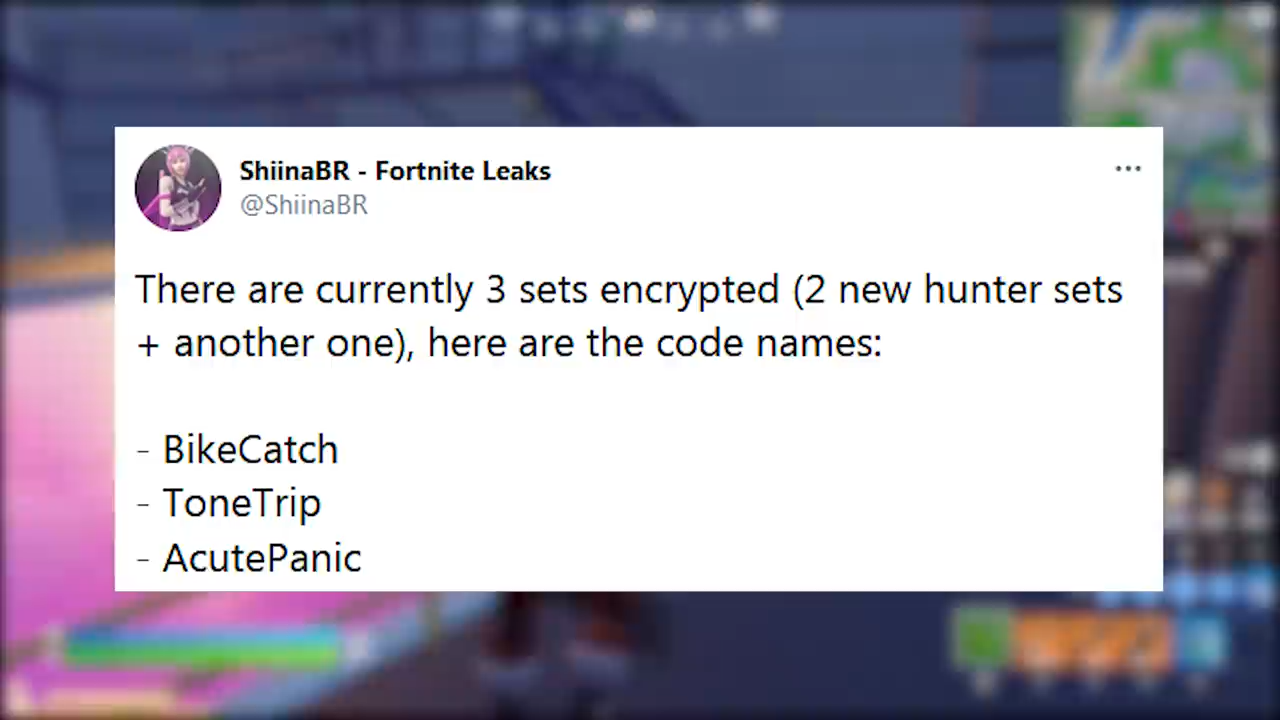 ShiinaBR - Fortnite Leaks
@ShiinaBR
There are currently 3 sets encrypted (2 new hunter sets
+ another one), here are the code names:
- BikeCatch
- ToneTrip
- AcutePanic